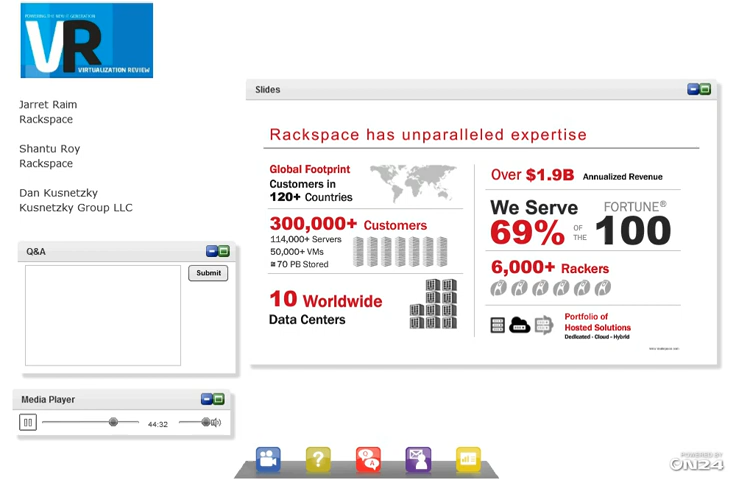 VR
VIRTUALIZATION REVIEW
Jarret Raim
Rackspace
Shantu Roy
Rackspace
Dan Kusnetzky
Kusnetzky Group LLC
Q&A
Submit
Media Player
44:32
Slides
Rackspace has unparalleled expertise
Global Footprint
Customers in
120+ Countries
300,000+ Customers
114,000+ Servers
50,000+ VMs
≅70 PB Stored
10 Worldwide
Data Centers
Over $1.9B Annualized Revenue
We Serve
69% OF THE
FORTUNE®
100
6,000+ Rackers
Portfolio of
Hosted Solutions
Dedicated - Cloud - Hybrid
?
Q
A
POWERED BY
ON24